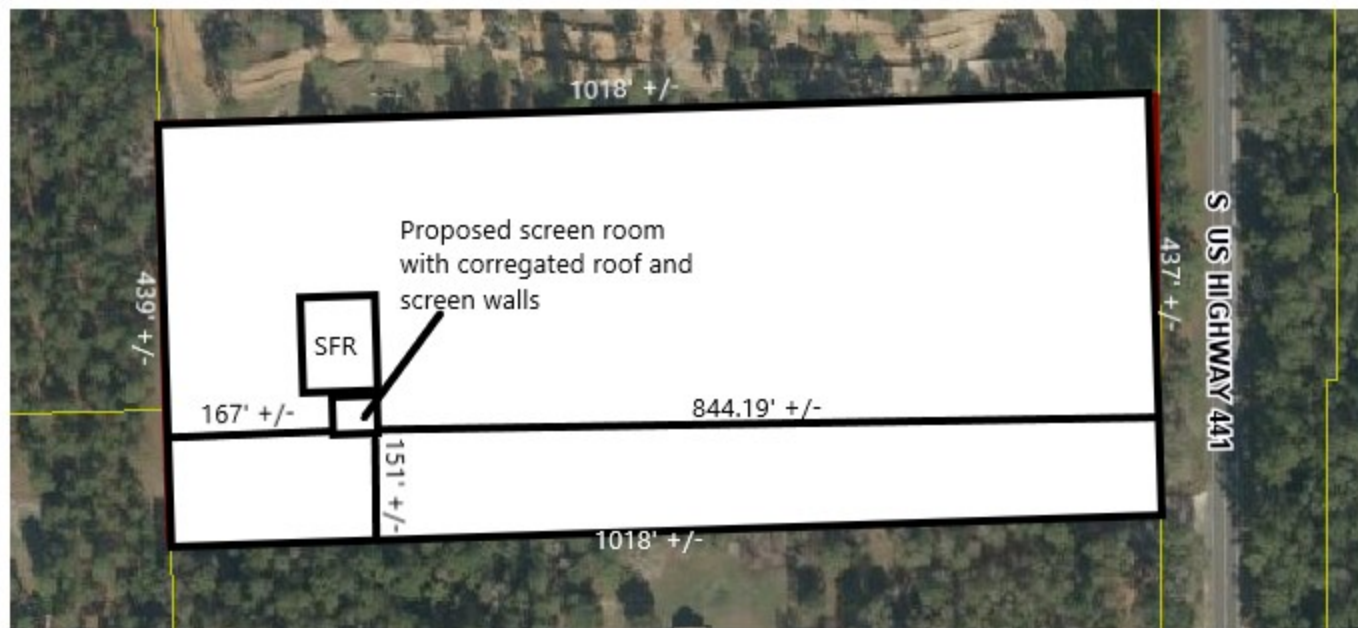 1018' +/-
Proposed screen room
with corregated roof and
screen walls
439' +/-
437' +/-
S US HIGHWAY 441
SFR
167' +/-
844.19' +/-
151' +/-
1018' +/-